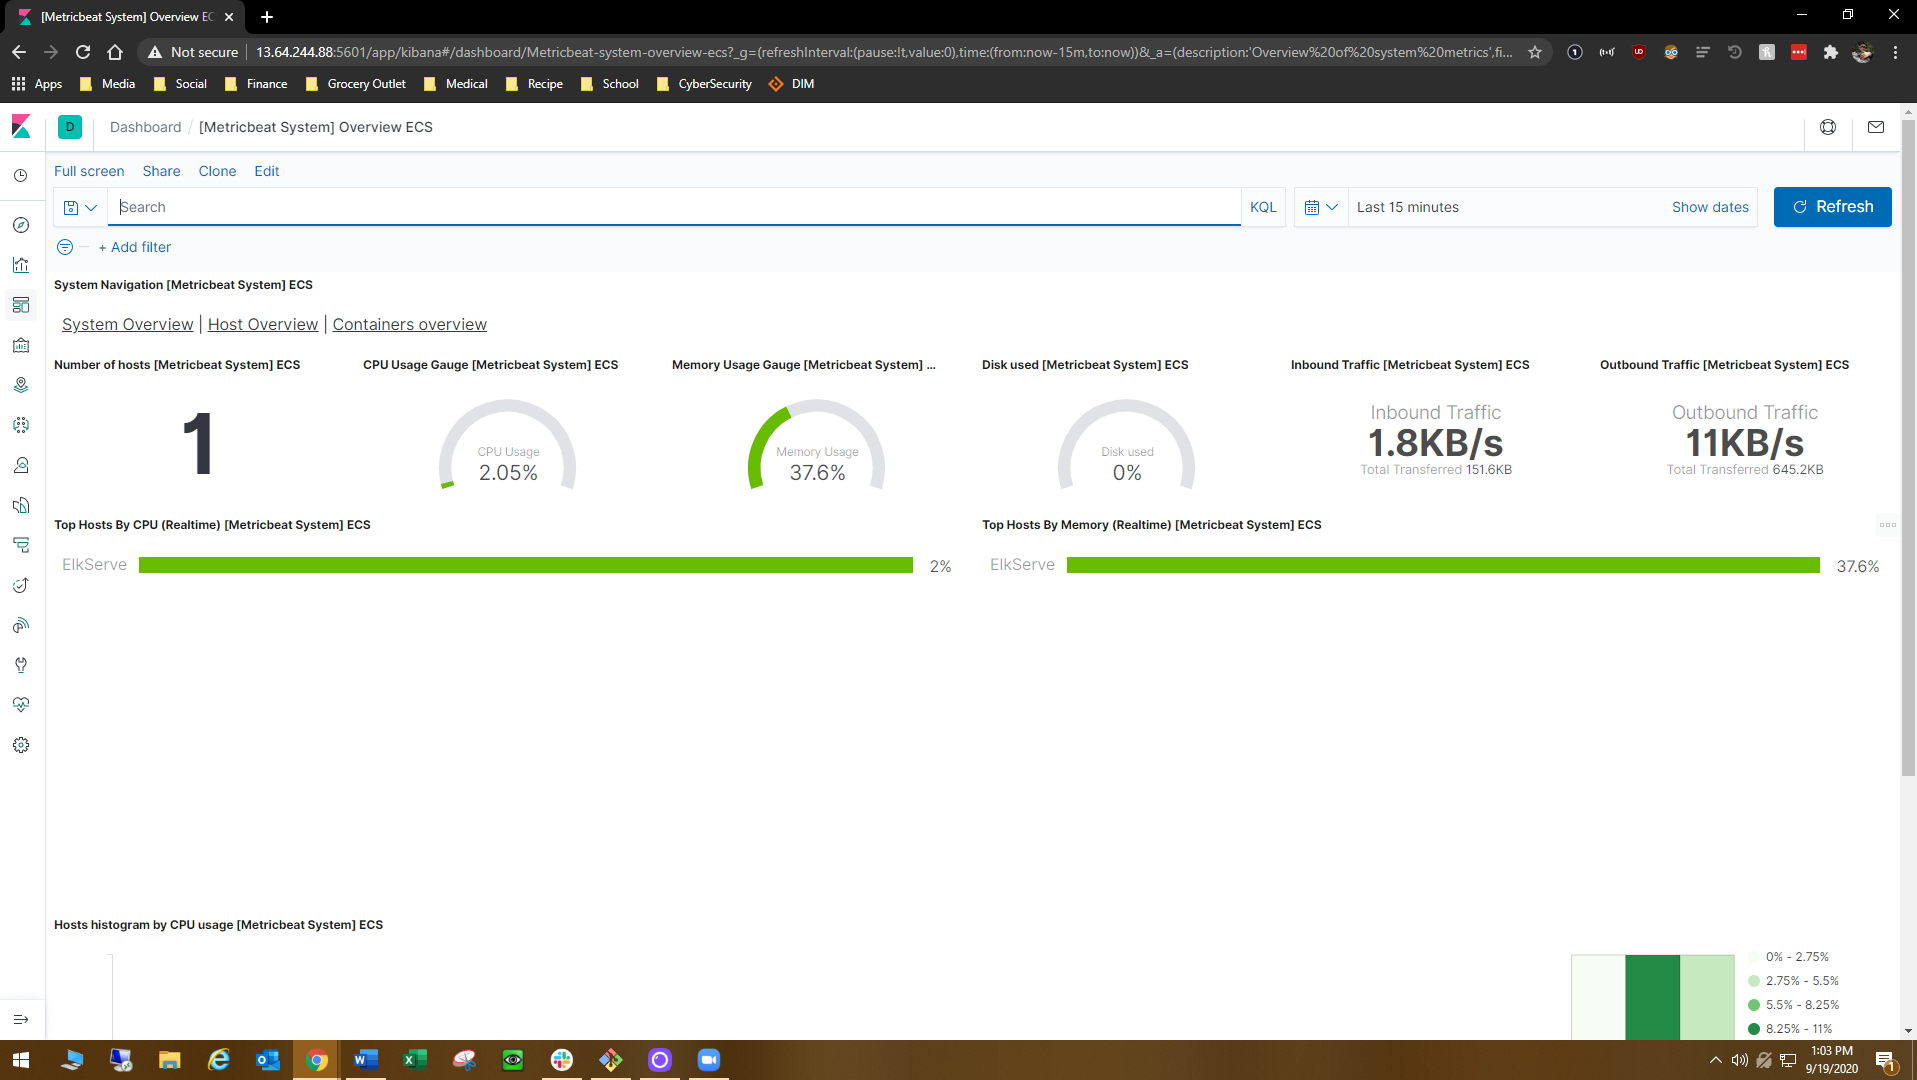 [Metricbeat System] Overview EC
Not secure 13.64.244.88:5601/app/kibana#/dashboard/Metricbeat-system-overview-ecs?_g=(refreshInterval:(pause:!t,value:0),time:(from:now-15m,to:now))&_a=(description:'Overview%20of%20system%20metrics',fi...
Apps Media Social Finance Grocery Outlet Medical Recipe School CyberSecurity DIM
D Dashboard / [Metricbeat System] Overview ECS
Full screen Share Clone Edit
Search KQL Last 15 minutes Show dates Refresh
+ Add filter
System Navigation [Metricbeat System] ECS
System Overview | Host Overview | Containers overview
Number of hosts [Metricbeat System] ECS
1
CPU Usage Gauge [Metricbeat System] ECS
CPU Usage
2.05%
Memory Usage Gauge [Metricbeat System] ...
Memory Usage
37.6%
Disk used [Metricbeat System] ECS
Disk used
0%
Inbound Traffic [Metricbeat System] ECS
Inbound Traffic
1.8KB/s
Total Transferred 151.6KB
Outbound Traffic [Metricbeat System] ECS
Outbound Traffic
11KB/s
Total Transferred 645.2KB
Top Hosts By CPU (Realtime) [Metricbeat System] ECS
ElkServe 2%
Top Hosts By Memory (Realtime) [Metricbeat System] ECS
ElkServe 37.6%
Hosts histogram by CPU usage [Metricbeat System] ECS
0% - 2.75%
2.75% - 5.5%
5.5% - 8.25%
8.25% - 11%
1:03 PM
9/19/2020
1